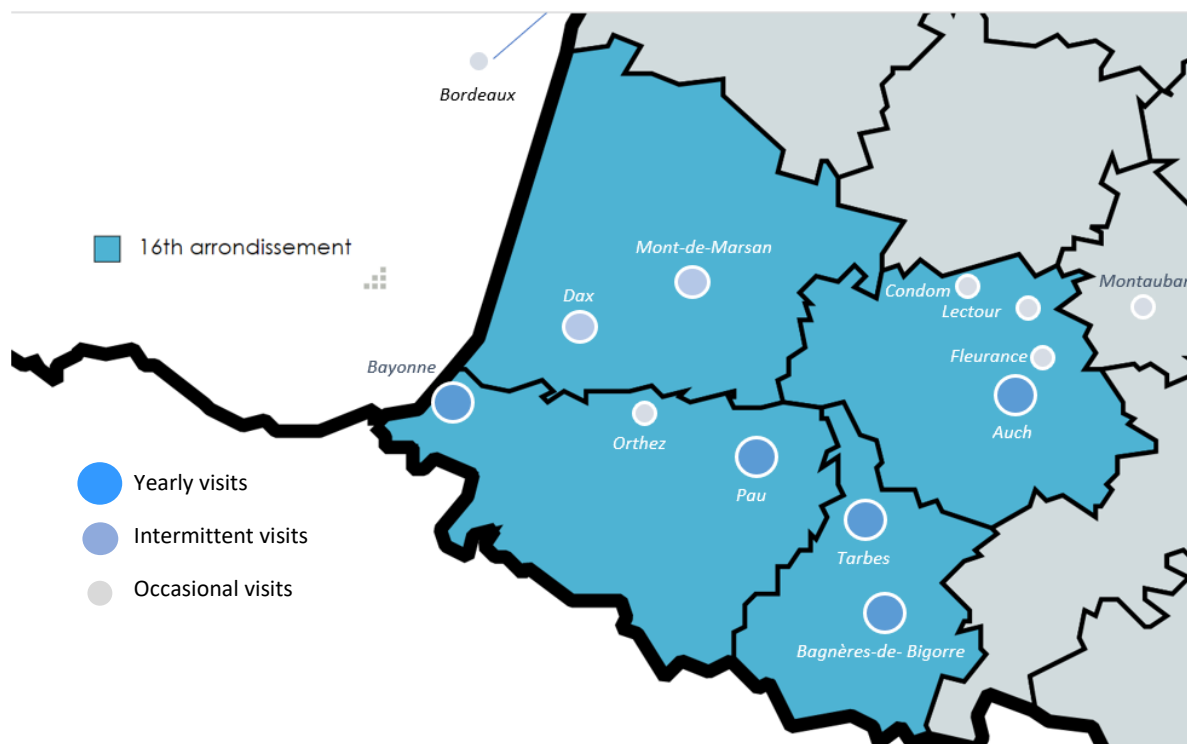 Bordeaux
16th arrondissement
Mont-de-Marsan
Dax
Condom
Montauban
Lectour
Fleurance
Bayonne
Auch
Orthez
Pau
Yearly visits
Intermittent visits
Tarbes
Occasional visits
Bagnères-de- Bigorre